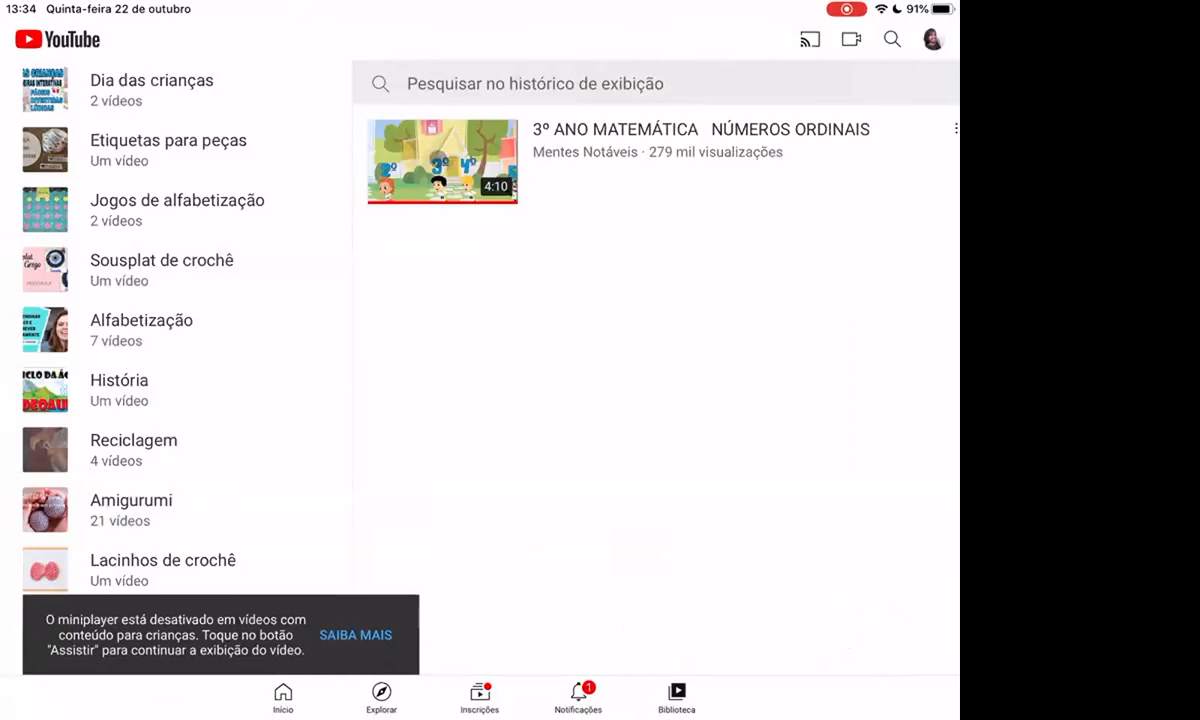 13:34 Quinta-feira 22 de outubro
91%
YouTube
Dia das crianças
2 vídeos
Etiquetas para peças
Um vídeo
Jogos de alfabetização
2 vídeos
Sousplat de crochê
Um vídeo
Alfabetização
7 vídeos
História
Um vídeo
Reciclagem
4 vídeos
Amigurumi
21 vídeos
Lacinhos de crochê
Um vídeo
O miniplayer está desativado em vídeos com
conteúdo para crianças. Toque no botão
"Assistir" para continuar a exibição do vídeo.
SAIBA MAIS
Pesquisar no histórico de exibição
2º 3º 4º
4:10
3º ANO MATEMÁTICA NÚMEROS ORDINAIS
Mentes Notáveis · 279 mil visualizações
Início
Explorar
Inscrições
1
Notificações
Biblioteca